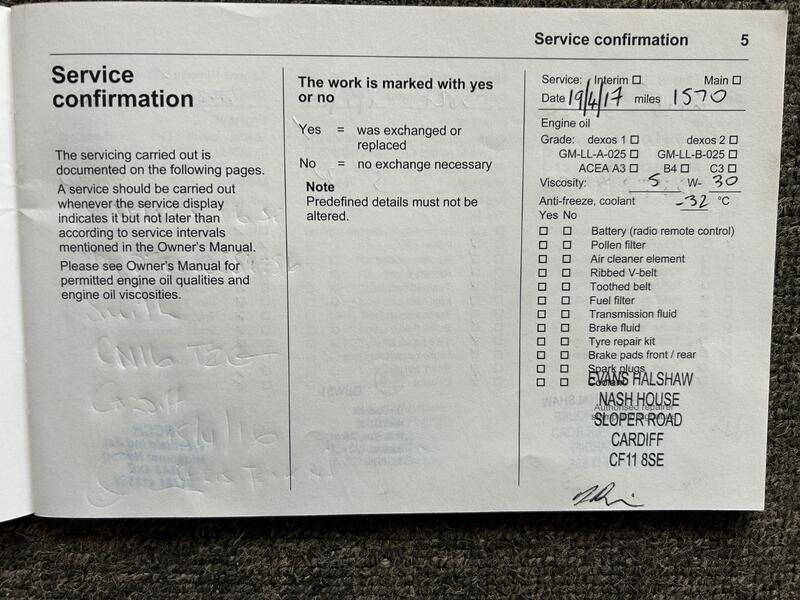 Service confirmation 5
Service
confirmation
The servicing carried out is
documented on the following pages.
A service should be carried out
whenever the service display
indicates it but not later than
according to service intervals
mentioned in the Owner's Manual.
Please see Owner's Manual for
permitted engine oil qualities and
engine oil viscosities.
The work is marked with yes
or no
Yes = was exchanged or
replaced
No = no exchange necessary
Note
Predefined details must not be
altered.
Service: Interim ☐ Main ☐
Date 19/4/17 miles 1570
Engine oil
Grade: dexos 1 ☐ dexos 2 ☐
GM-LL-A-025 ☐ GM-LL-B-025 ☐
ACEA A3 ☐ B4 ☐ C3 ☐
Viscosity: 5 W- 30
Anti-freeze, coolant -32 °C
Yes No
☐ ☐ Battery (radio remote control)
☐ ☐ Pollen filter
☐ ☐ Air cleaner element
☐ ☐ Ribbed V-belt
☐ ☐ Toothed belt
☐ ☐ Fuel filter
☐ ☐ Transmission fluid
☐ ☐ Brake fluid
☐ ☐ Tyre repair kit
☐ ☐ Brake pads front / rear
☐ ☐ Spark plugs
☐ ☐ Coolant
EVANS HALSHAW
NASH HOUSE
Authorised repairer
SLOPER ROAD
CARDIFF
CF11 8SE